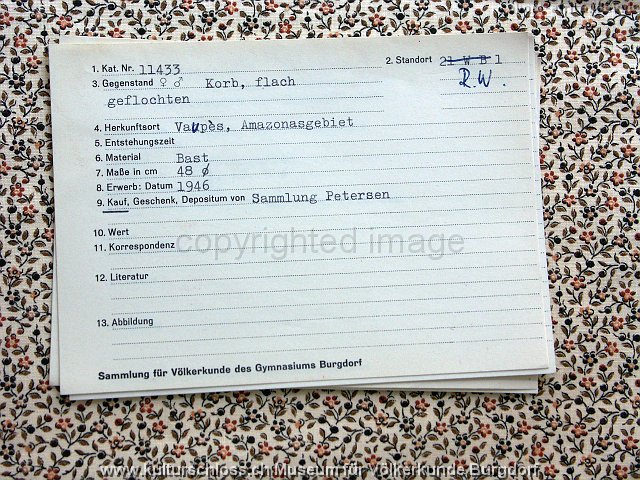 1. Kat. Nr. 11433 2. Standort 21 W B 1
3. Gegenstand ♀ ♂ Korb, flach R.W.
geflochten
4. Herkunftsort Vaupès, Amazonasgebiet
5. Entstehungszeit
6. Material Bast
7. Maße in cm 48 ø
8. Erwerb: Datum 1946
9. Kauf, Geschenk, Depositum von Sammlung Petersen
10. Wert
11. Korrespondenz
copyrighted image
12. Literatur
13. Abbildung
Sammlung für Völkerkunde des Gymnasiums Burgdorf
www.kulturschloss.ch Museum für Völkerkunde Burgdorf